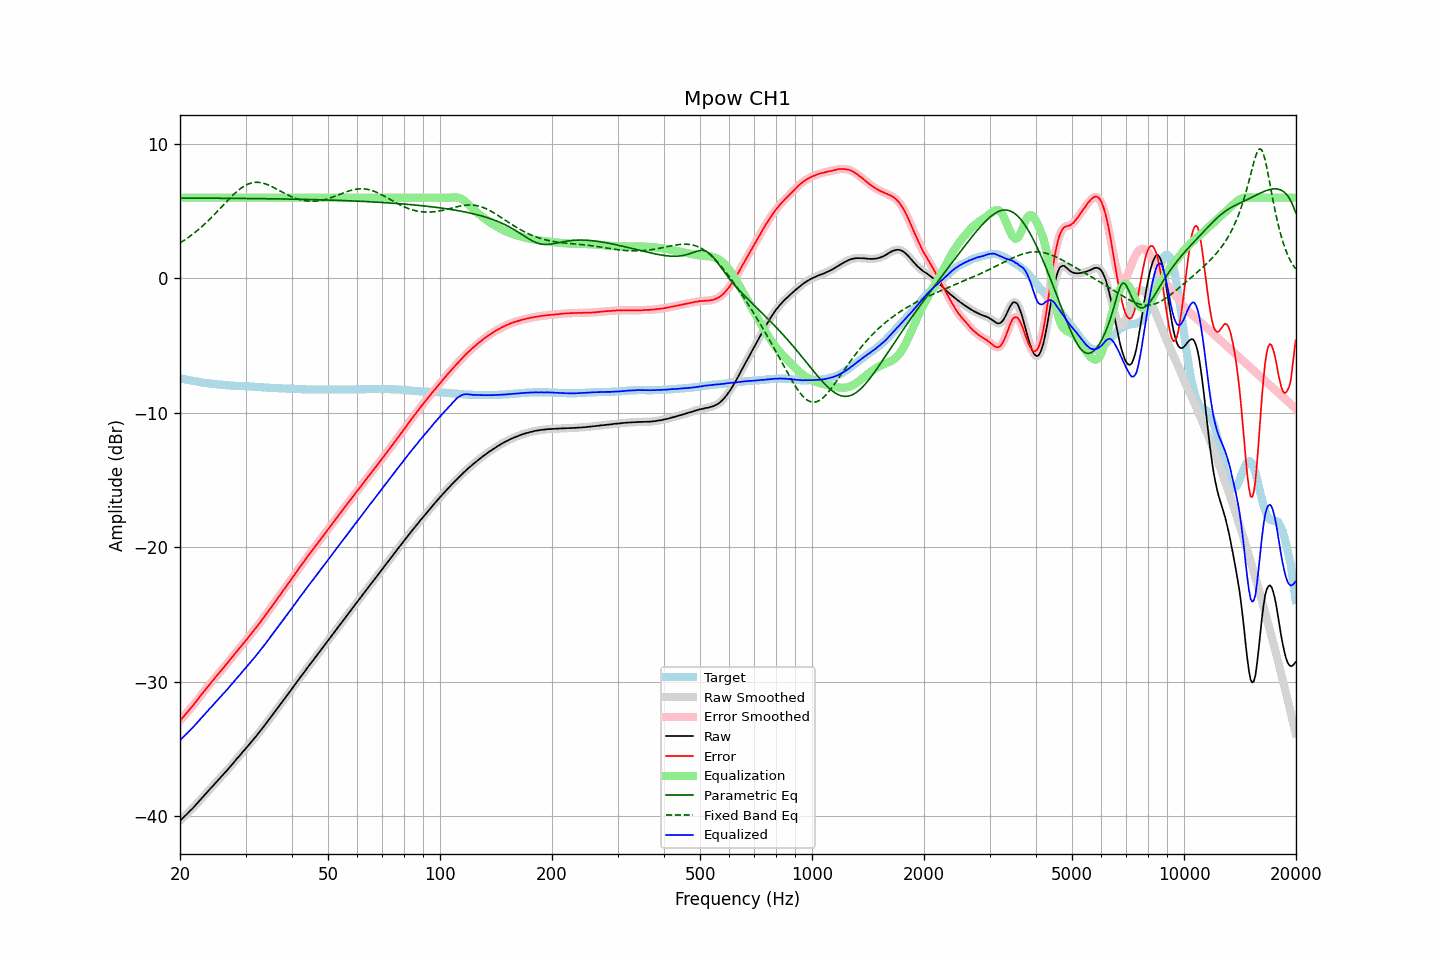 Mpow CH1
Amplitude (dBr)
10
0
−10
−20
−30
−40
Target
Raw Smoothed
Error Smoothed
Raw
Error
Equalization
Parametric Eq
Fixed Band Eq
Equalized
20 50 100 200 500 1000 2000 5000 10000 20000
Frequency (Hz)